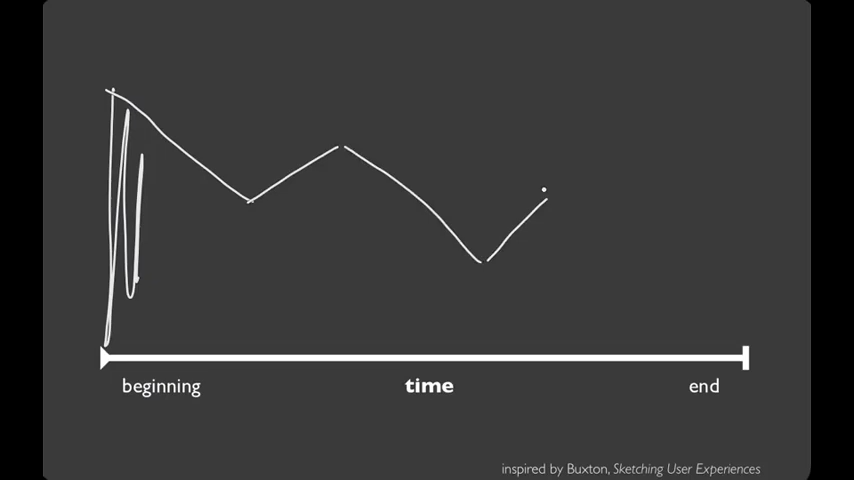 beginning time end
inspired by Buxton, Sketching User Experiences